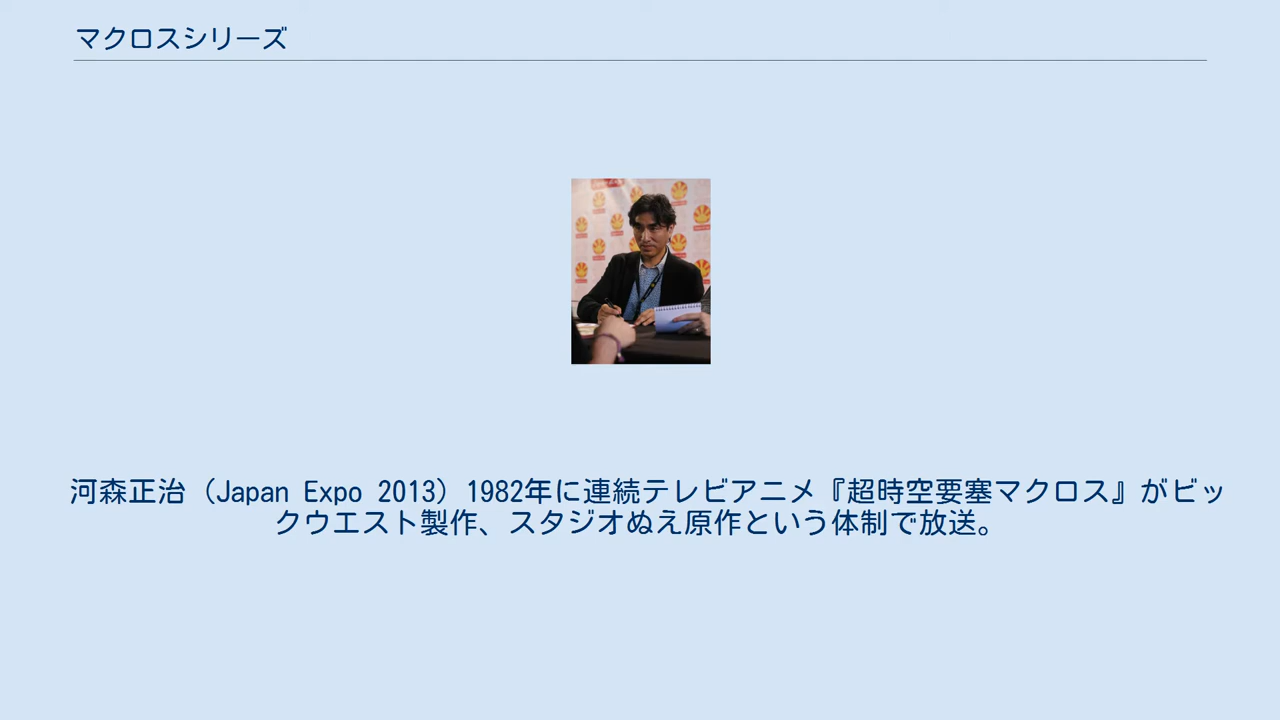 マクロスシリーズ
河森正治（Japan Expo 2013）1982年に連続テレビアニメ『超時空要塞マクロス』がビッ
クウエスト製作、スタジオぬえ原作という体制で放送。